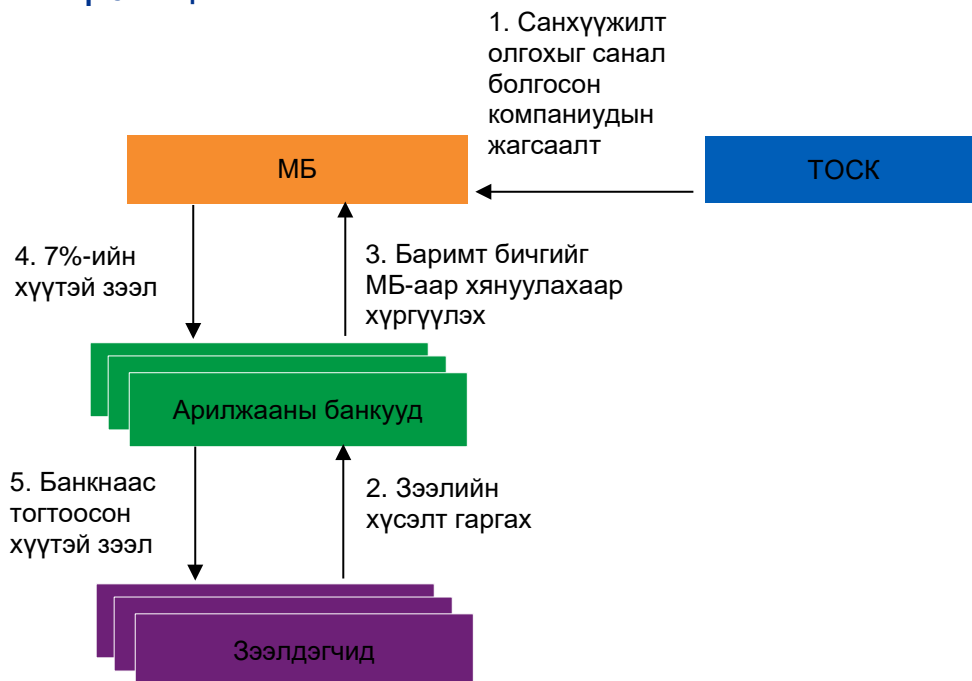 1. Санхүүжилт
олгохыг санал
болгосон
компаниудын
жагсаалт
МБ
ТОСК
4. 7%-ийн
хүүтэй зээл
3. Баримт бичгийг
МБ-аар хянуулахаар
хүргүүлэх
Арилжааны банкууд
5. Банкнаас
тогтоосон
хүүтэй зээл
2. Зээлийн
хүсэлт гаргах
Зээлдэгчид